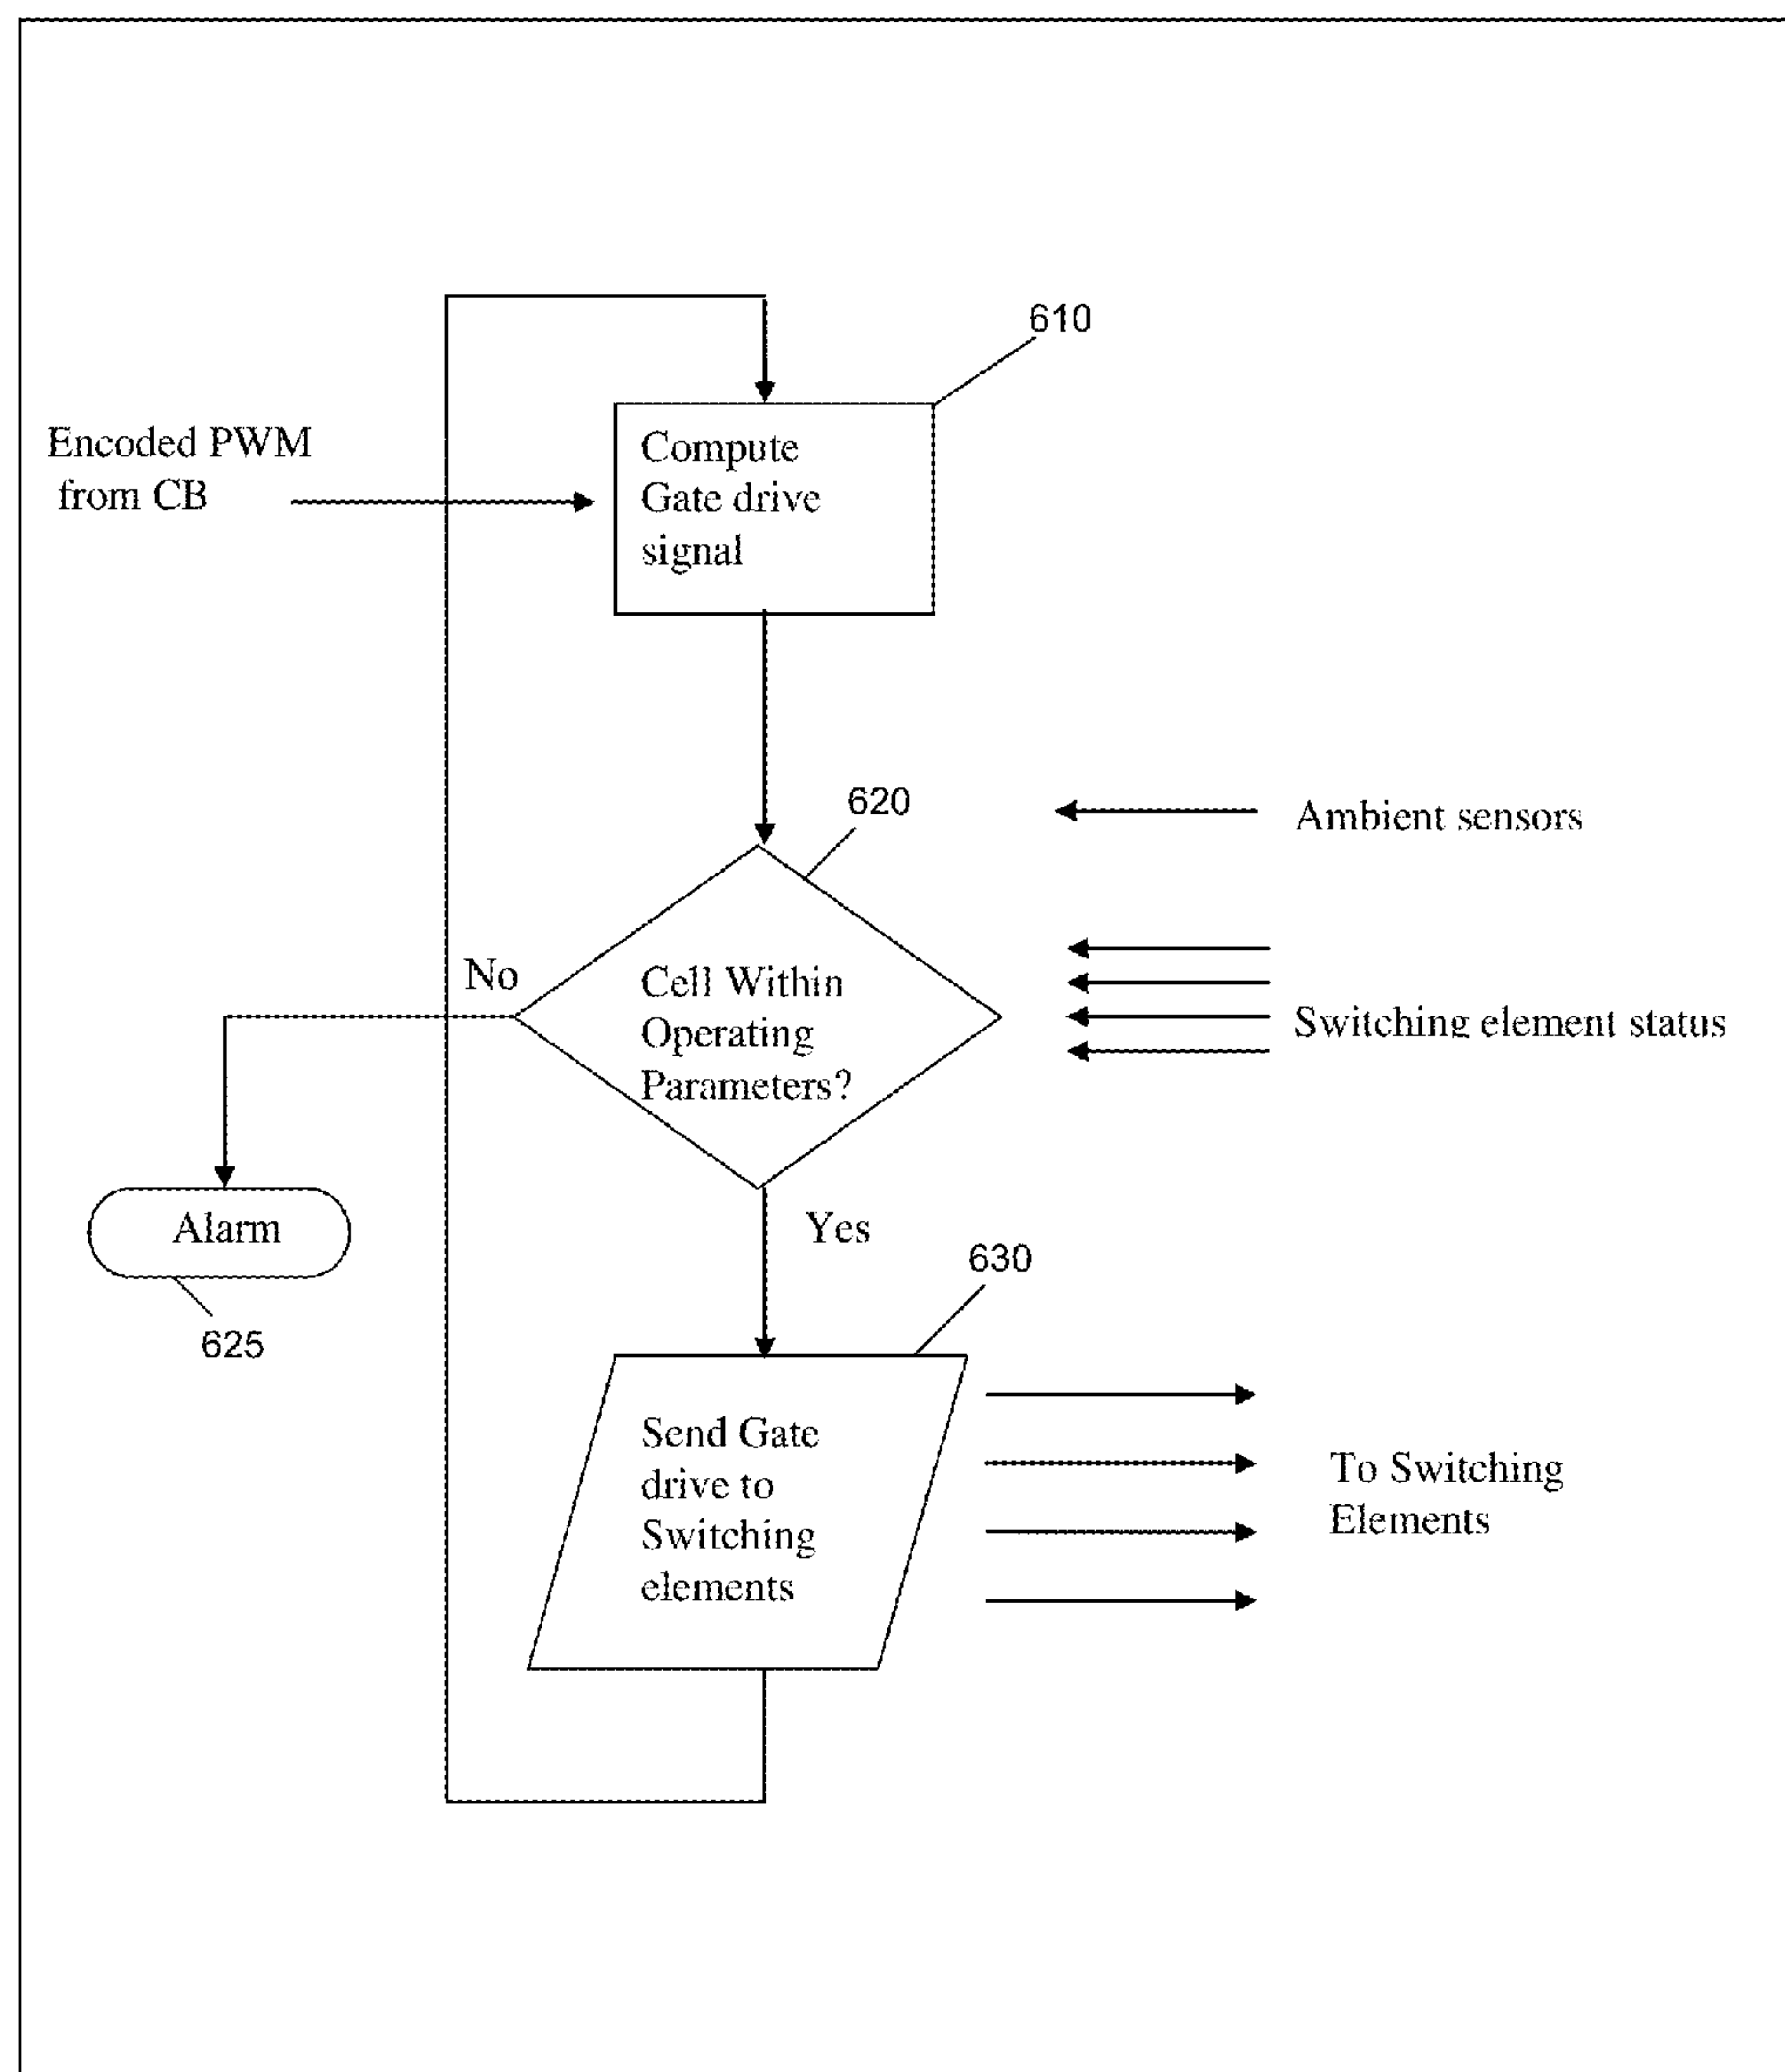 610
Encoded PWM
from CB
Compute
Gate drive
signal
620
Ambient sensors
No
Cell Within
Operating
Parameters?
Switching element status
Alarm
625
Yes
630
Send Gate
drive to
Switching
elements
To Switching
Elements